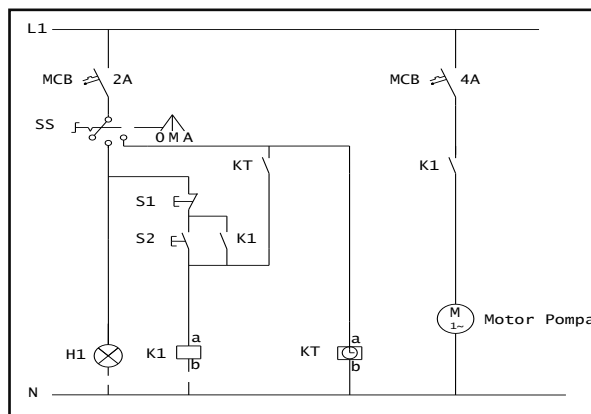 L1
MCB 2A
MCB 4A
SS
0 M A
KT
K1
S1
S2
K1
M
1~
Motor Pompa
H1
K1
a
b
KT
a
b
N